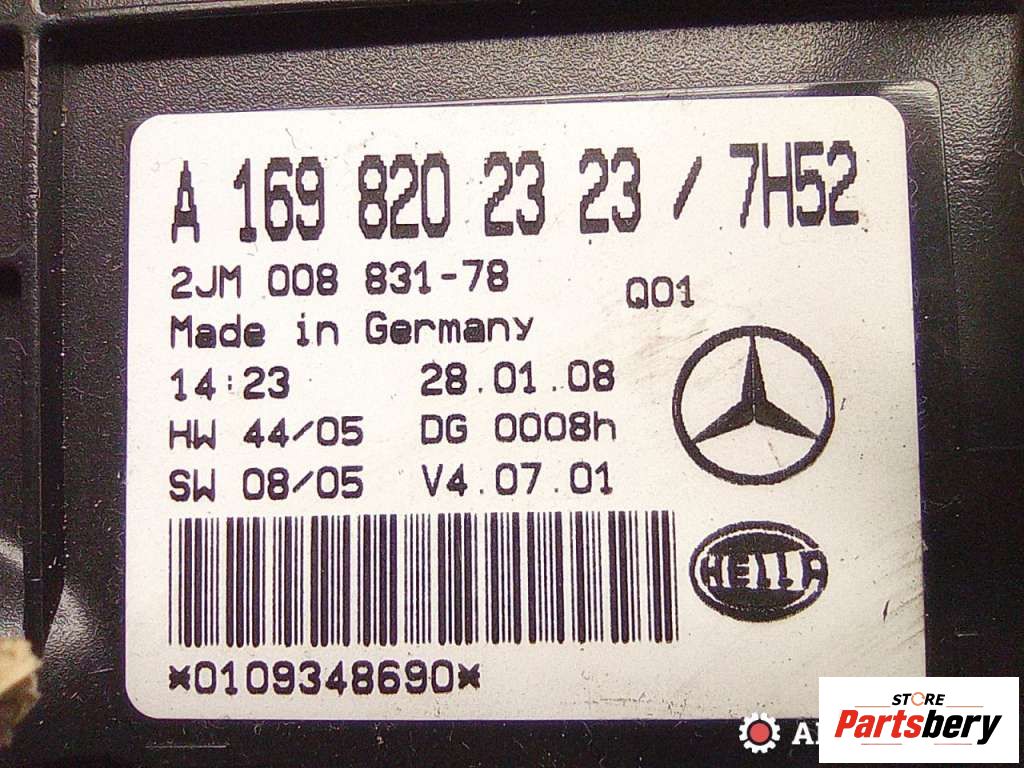 A 169 820 23 23 / 7H52
2JM 008 831-78 Q01
Made in Germany
14:23 28.01.08
HW 44/05 DG 0008h
SW 08/05 V4.07.01
HELLA
*0109348690*
STORE
Partsbery